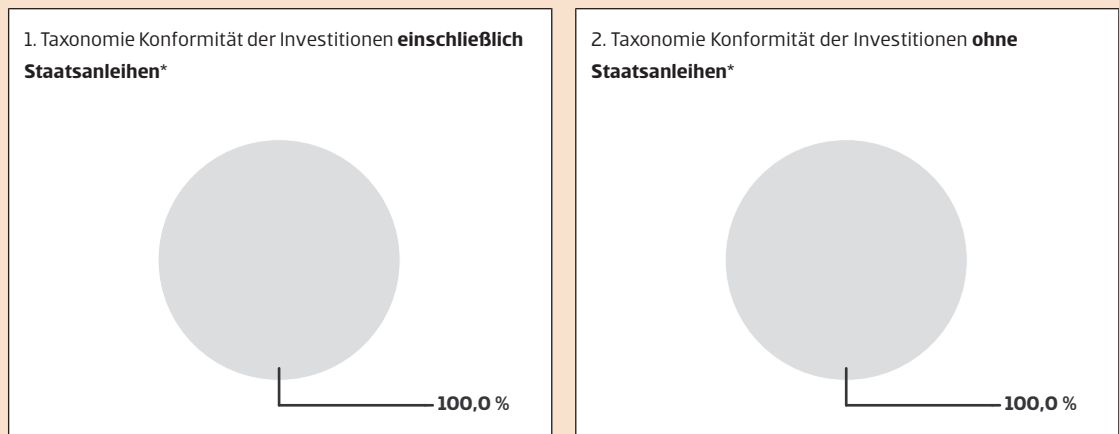 1. Taxonomie Konformität der Investitionen einschließlich
Staatsanleihen*
100,0 %
2. Taxonomie Konformität der Investitionen ohne
Staatsanleihen*
100,0 %